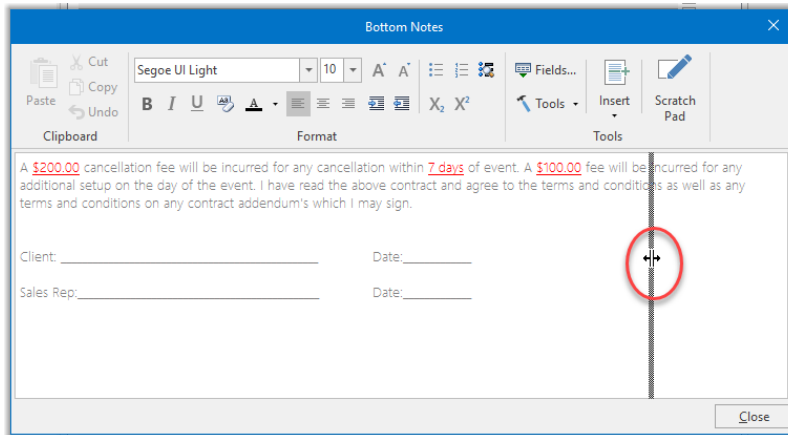 Bottom Notes
Cut
Segoe UI Light 10 A A Fields...
Copy
Paste Undo B I U A X2 X2 Tools Insert Scratch
Pad
Clipboard Format Tools
A $200.00 cancellation fee will be incurred for any cancellation within 7 days of event. A $100.00 fee will be incurred for any
additional setup on the day of the event. I have read the above contract and agree to the terms and conditions as well as any
terms and conditions on any contract addendum's which I may sign.
Client: ________________________________ Date:__________
Sales Rep:________________________________ Date:__________
Close